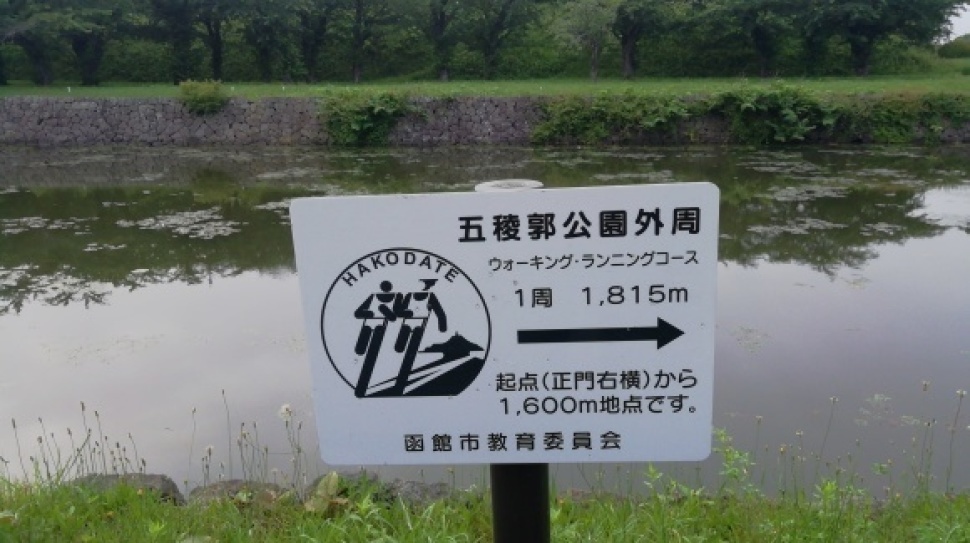 五稜郭公園外周
ウォーキング・ランニングコース
1周 1,815m
HAKODATE
起点(正門右横)から
1,600m地点です。
函館市教育委員会